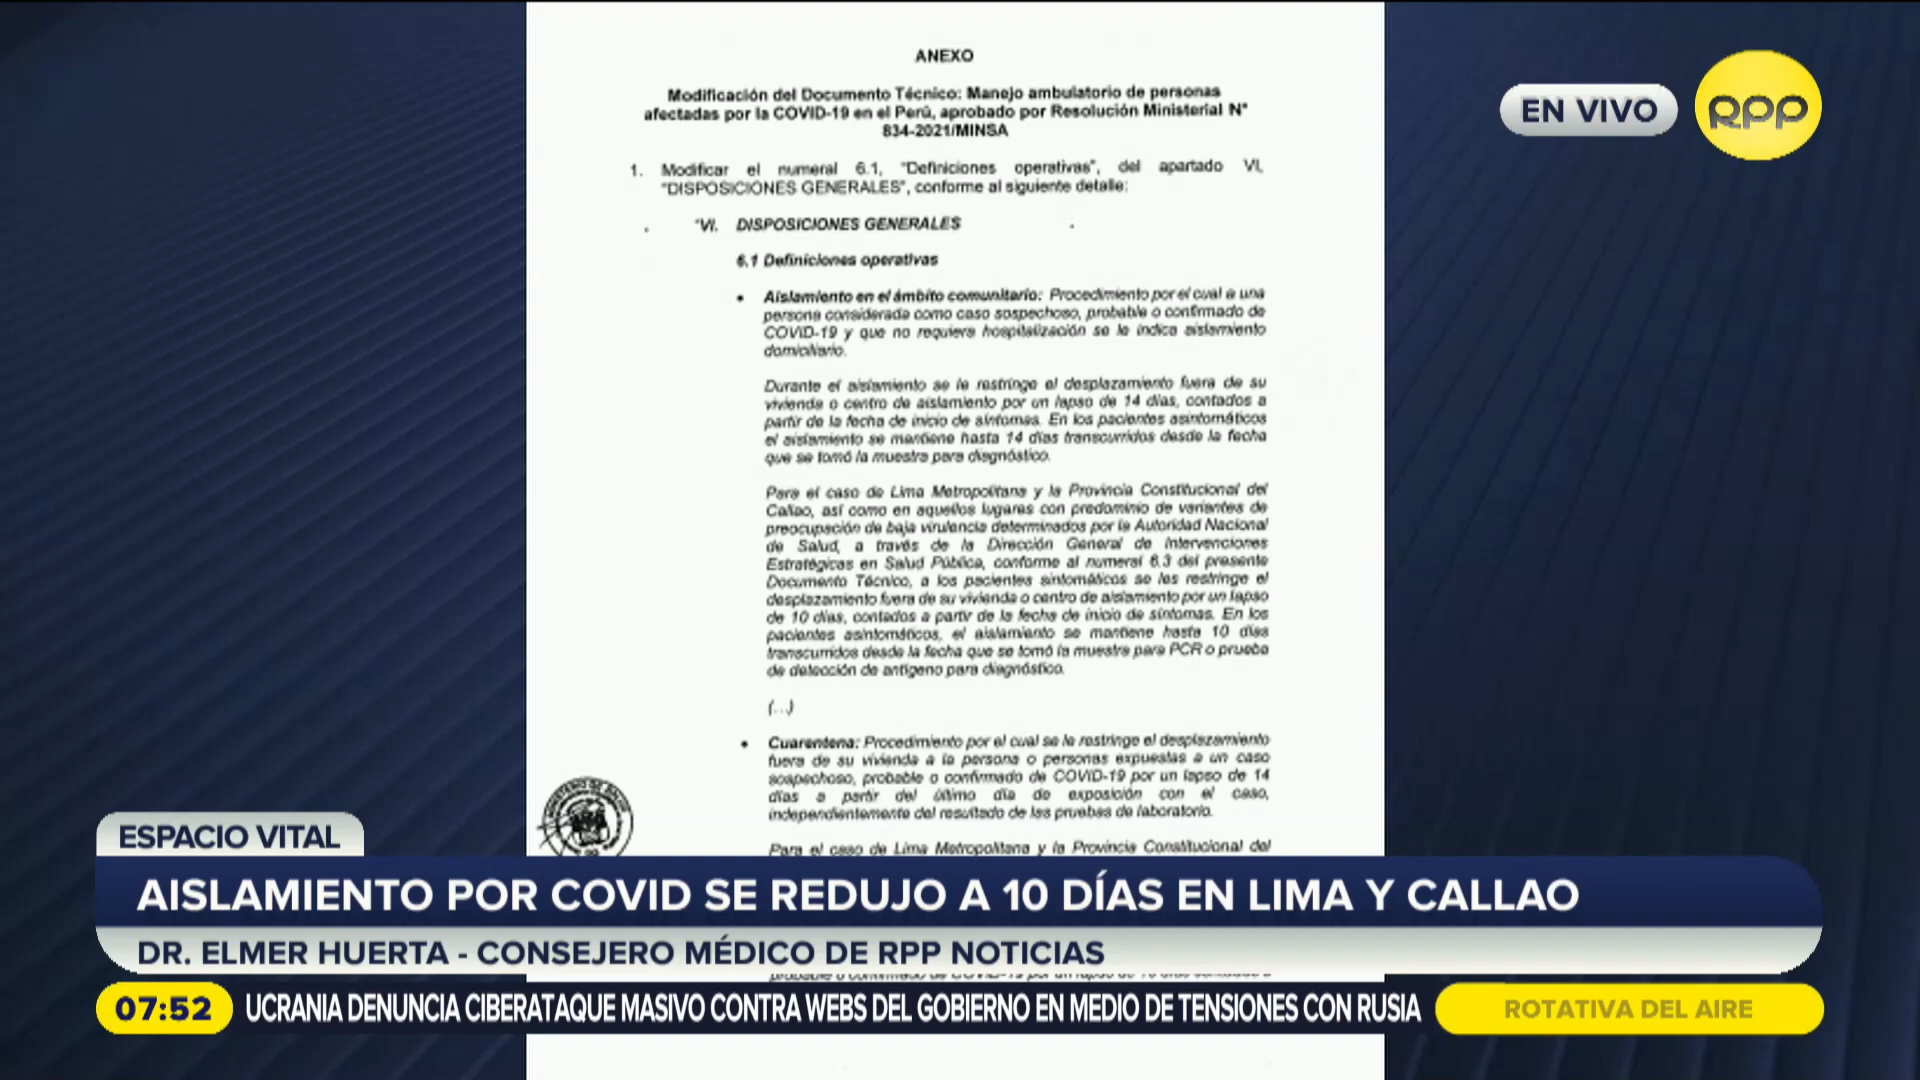 ANEXO
Modificación del Documento Técnico: Manejo ambulatorio de personas
afectadas por la COVID-19 en el Perú, aprobado por Resolución Ministerial N°
834-2021/MINSA
1. Modificar el numeral 6.1, "Definiciones operativas", del apartado VI,
"DISPOSICIONES GENERALES", conforme al siguiente detalle:
"VI. DISPOSICIONES GENERALES
6.1 Definiciones operativas
• Aislamiento en el ámbito comunitario: Procedimiento por el cual a una
persona considerada como caso sospechoso, probable o confirmado de
COVID-19 y que no requiera hospitalización se le indica aislamiento
domiciliario.
Durante el aislamiento se le restringe el desplazamiento fuera de su
vivienda o centro de aislamiento por un lapso de 14 días, contados a
partir de la fecha de inicio de síntomas. En los pacientes asintomáticos
el aislamiento se mantiene hasta 14 días transcurridos desde la fecha
que se tomó la muestra para diagnóstico.
Para el caso de Lima Metropolitana y la Provincia Constitucional del
Callao, así como en aquellos lugares con predominio de variantes de
preocupación de baja virulencia determinados por la Autoridad Nacional
de Salud, a través de la Dirección General de Intervenciones
Estratégicas en Salud Pública, conforme al numeral 6.3 del presente
Documento Técnico, a los pacientes sintomáticos se les restringe el
desplazamiento fuera de su vivienda o centro de aislamiento por un lapso
de 10 días, contados a partir de la fecha de inicio de síntomas. En los
pacientes asintomáticos, el aislamiento se mantiene hasta 10 días
transcurridos desde la fecha que se tomó la muestra para PCR o prueba
de detección de antígeno para diagnóstico.
(...)
• Cuarentena: Procedimiento por el cual se le restringe el desplazamiento
fuera de su vivienda a la persona o personas expuestas a un caso
sospechoso, probable o confirmado de COVID-19 por un lapso de 14
días a partir del último día de exposición con el caso,
independientemente del resultado de las pruebas de laboratorio.
Para el caso de Lima Metropolitana y la Provincia Constitucional del
MINISTERIO DE SALUD
EN VIVO
RPP
ESPACIO VITAL
AISLAMIENTO POR COVID SE REDUJO A 10 DÍAS EN LIMA Y CALLAO
DR. ELMER HUERTA - CONSEJERO MÉDICO DE RPP NOTICIAS
07:52 UCRANIA DENUNCIA CIBERATAQUE MASIVO CONTRA WEBS DEL GOBIERNO EN MEDIO DE TENSIONES CON RUSIA ROTATIVA DEL AIRE